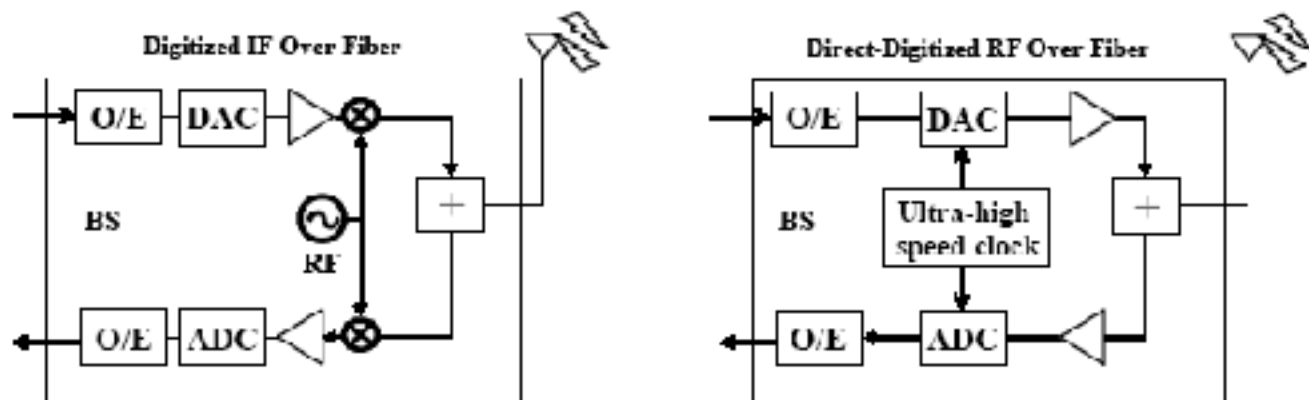 Digitized IF Over Fiber
O/E
DAC
BS
RF
O/E
ADC
Direct-Digitized RF Over Fiber
O/E
DAC
BS
Ultra-high
speed clock
O/E
ADC